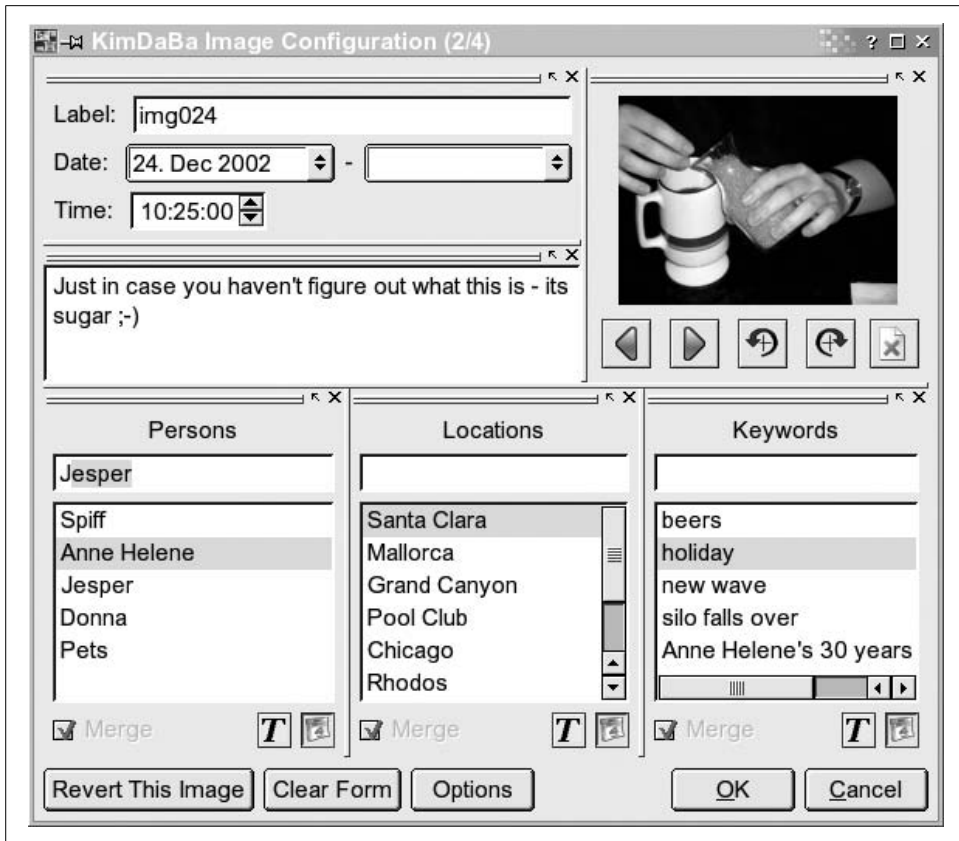 KimDaBa Image Configuration (2/4)
Label: img024
Date: 24. Dec 2002 -
Time: 10:25:00
Just in case you haven't figure out what this is - its
sugar ;-)
Persons
Jesper
Spiff
Anne Helene
Jesper
Donna
Pets
Merge
T
Locations
Santa Clara
Mallorca
Grand Canyon
Pool Club
Chicago
Rhodos
Merge
T
Keywords
beers
holiday
new wave
silo falls over
Anne Helene's 30 years
Merge
T
Revert This Image Clear Form Options OK Cancel